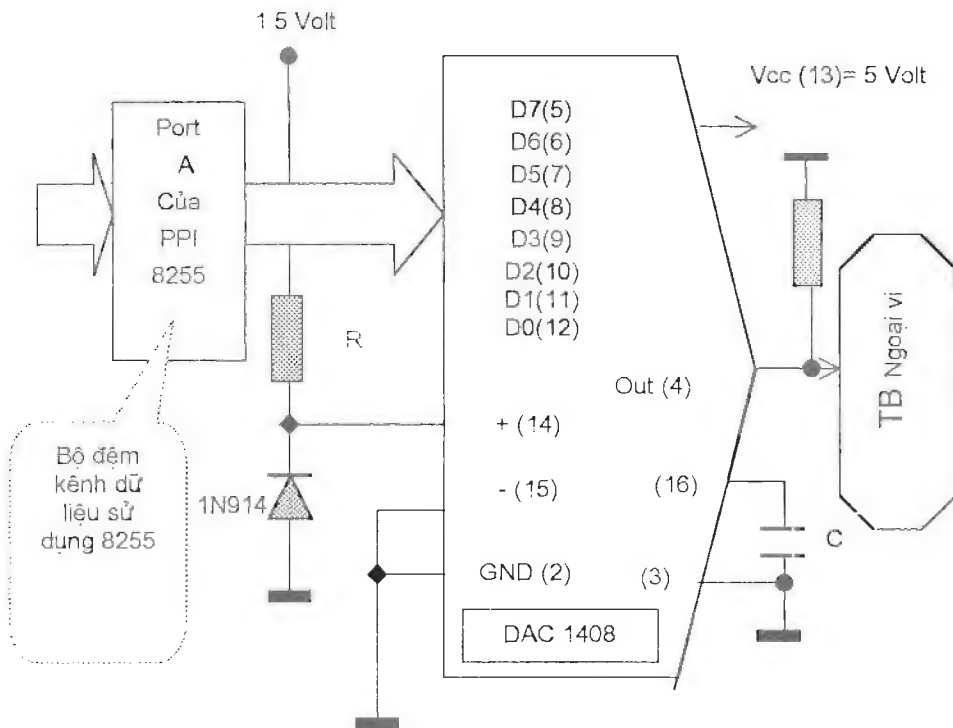 1 5 Volt
Vcc (13)= 5 Volt
Port
A
Của
PPI
8255
D7(5)
D6(6)
D5(7)
D4(8)
D3(9)
D2(10)
D1(11)
D0(12)
R
Out (4)
TB Ngoại vi
+ (14)
Bộ đệm
kênh dữ
liệu sử
dụng 8255
1N914
- (15)
(16)
C
GND (2)
(3)
DAC 1408